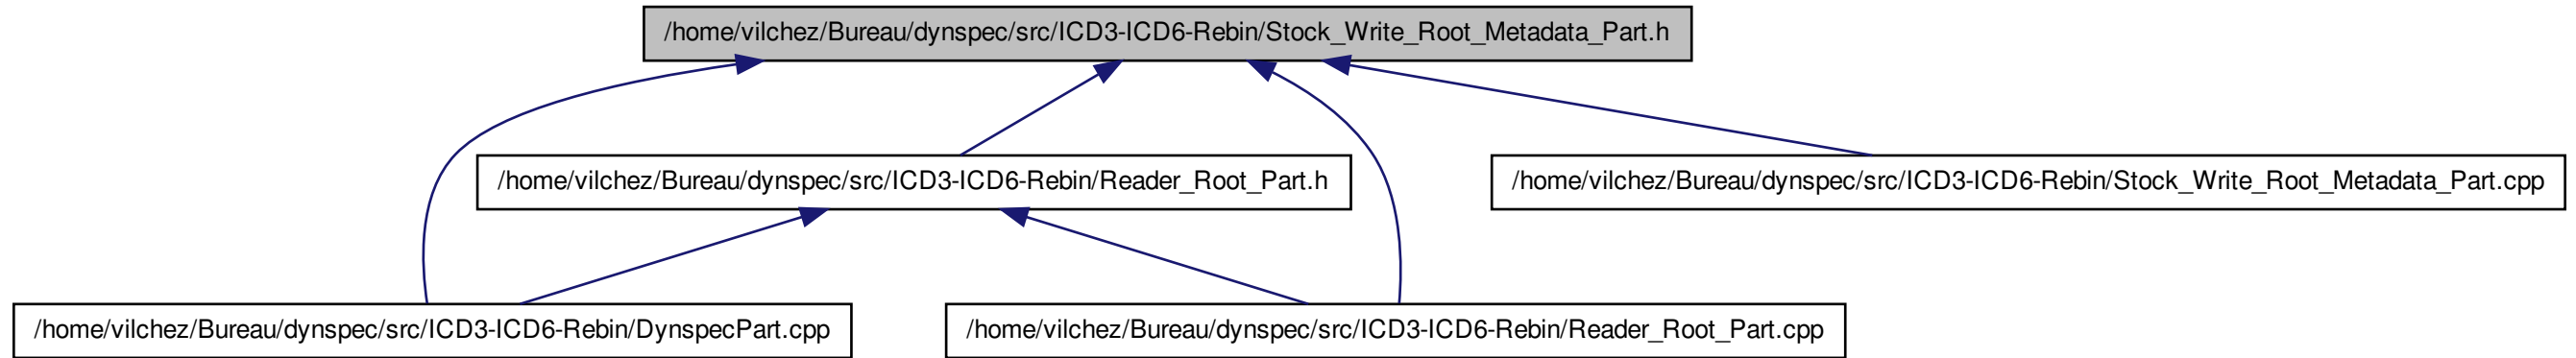 /home/vilchez/Bureau/dynspec/src/ICD3-ICD6-Rebin/Stock_Write_Root_Metadata_Part.h
/home/vilchez/Bureau/dynspec/src/ICD3-ICD6-Rebin/Reader_Root_Part.h
/home/vilchez/Bureau/dynspec/src/ICD3-ICD6-Rebin/Stock_Write_Root_Metadata_Part.cpp
/home/vilchez/Bureau/dynspec/src/ICD3-ICD6-Rebin/DynspecPart.cpp
/home/vilchez/Bureau/dynspec/src/ICD3-ICD6-Rebin/Reader_Root_Part.cpp